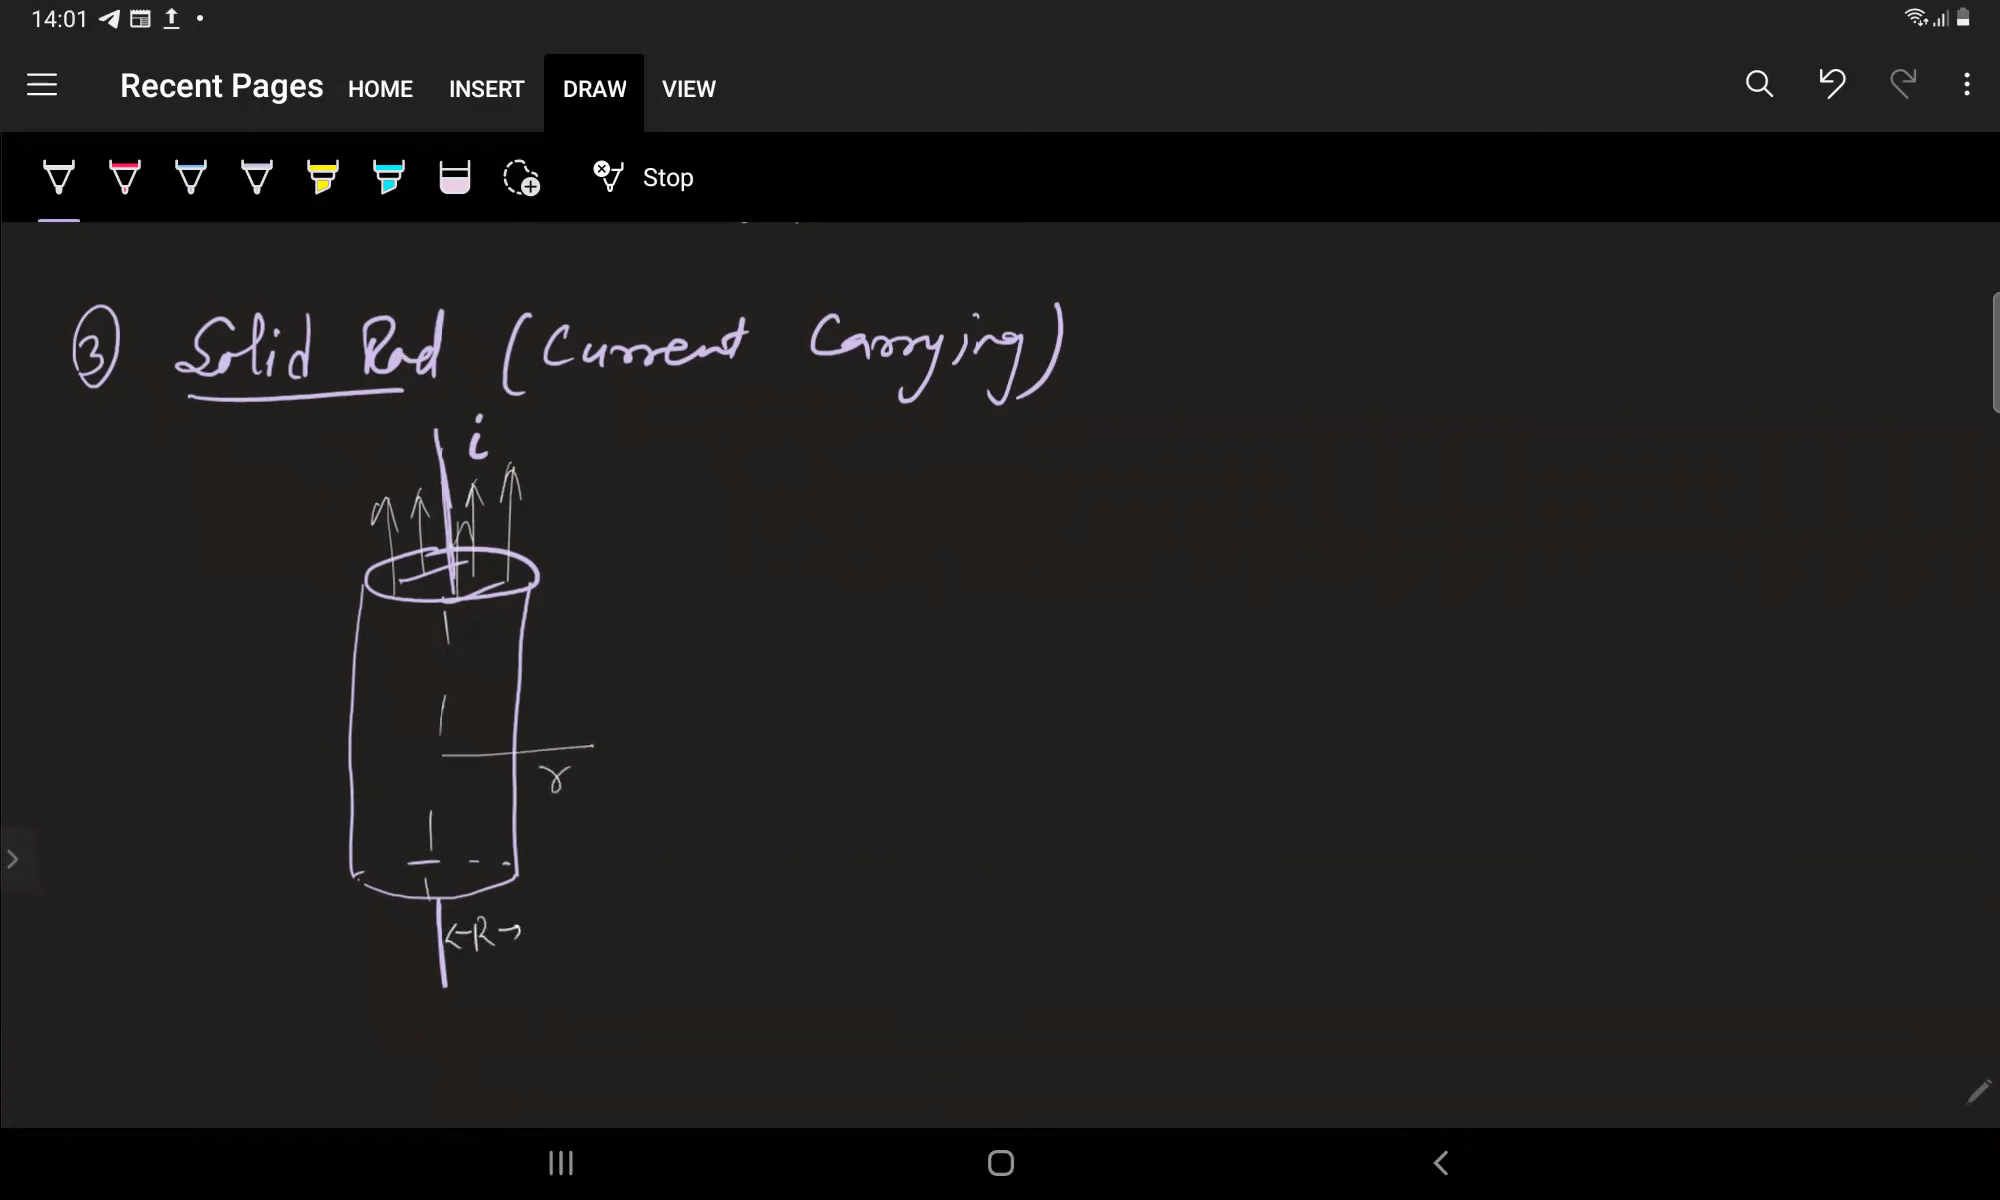 14:01
Recent Pages HOME INSERT DRAW VIEW
Stop
3 Solid Rod (Current Carrying)
i
r
R